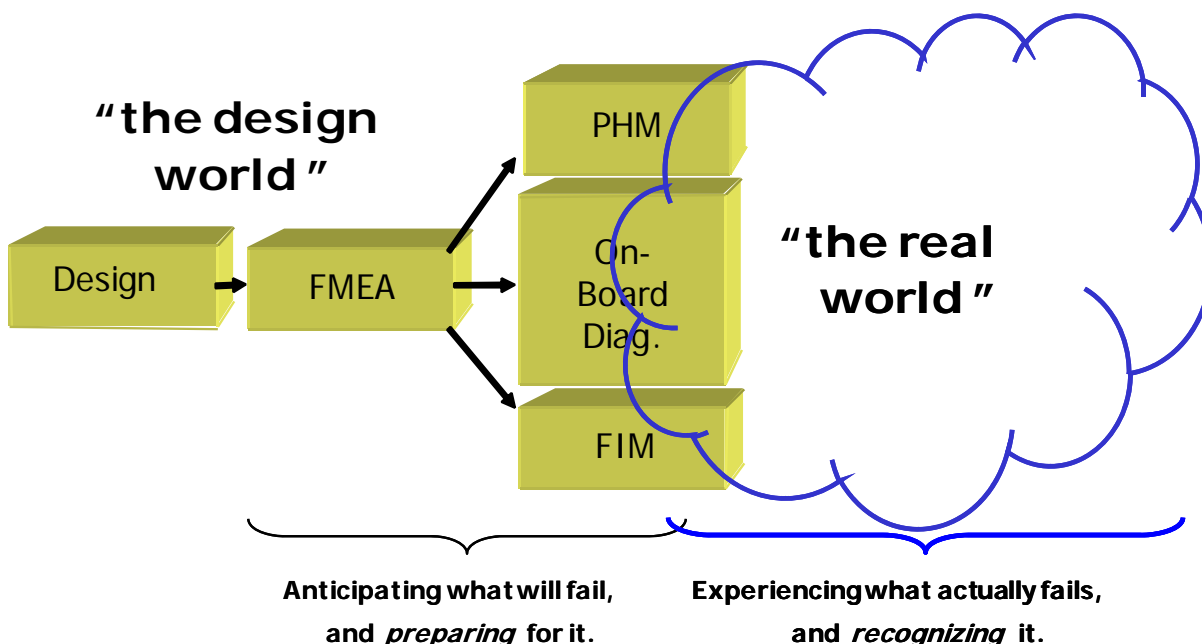 “the design
world”
PHM
Design
FMEA
On-
Board
Diag.
“the real
world”
FIM
Anticipating what will fail,
and preparing for it.
Experiencing what actually fails,
and recognizing it.